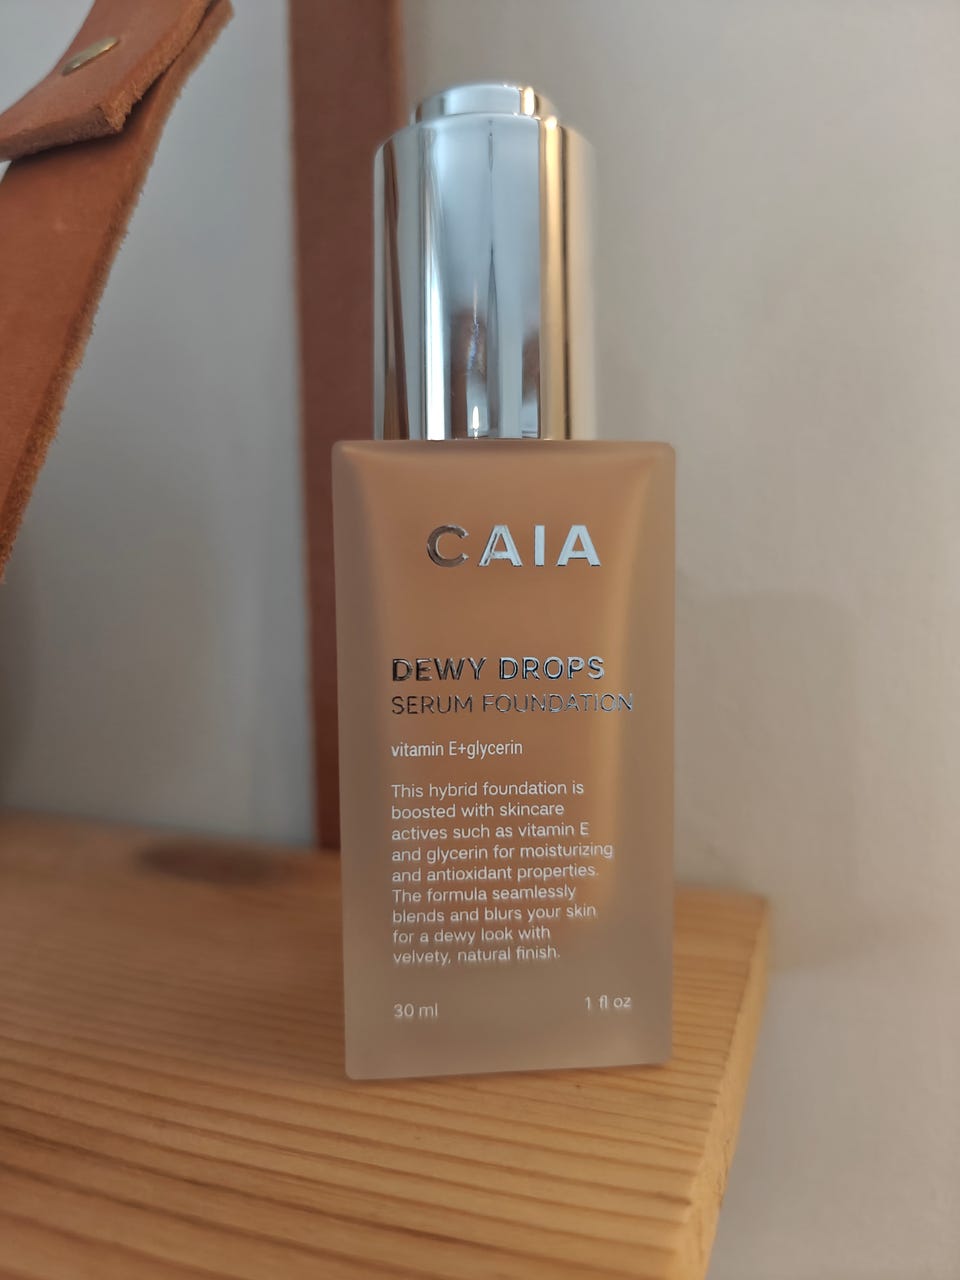 CAIA
DEWY DROPS
SERUM FOUNDATION
vitamin E+glycerin
This hybrid foundation is
boosted with skincare
actives such as vitamin E
and glycerin for moisturizing
and antioxidant properties.
The formula seamlessly
blends and blurs your skin
for a dewy look with
velvety, natural finish.
30 ml 1 fl oz